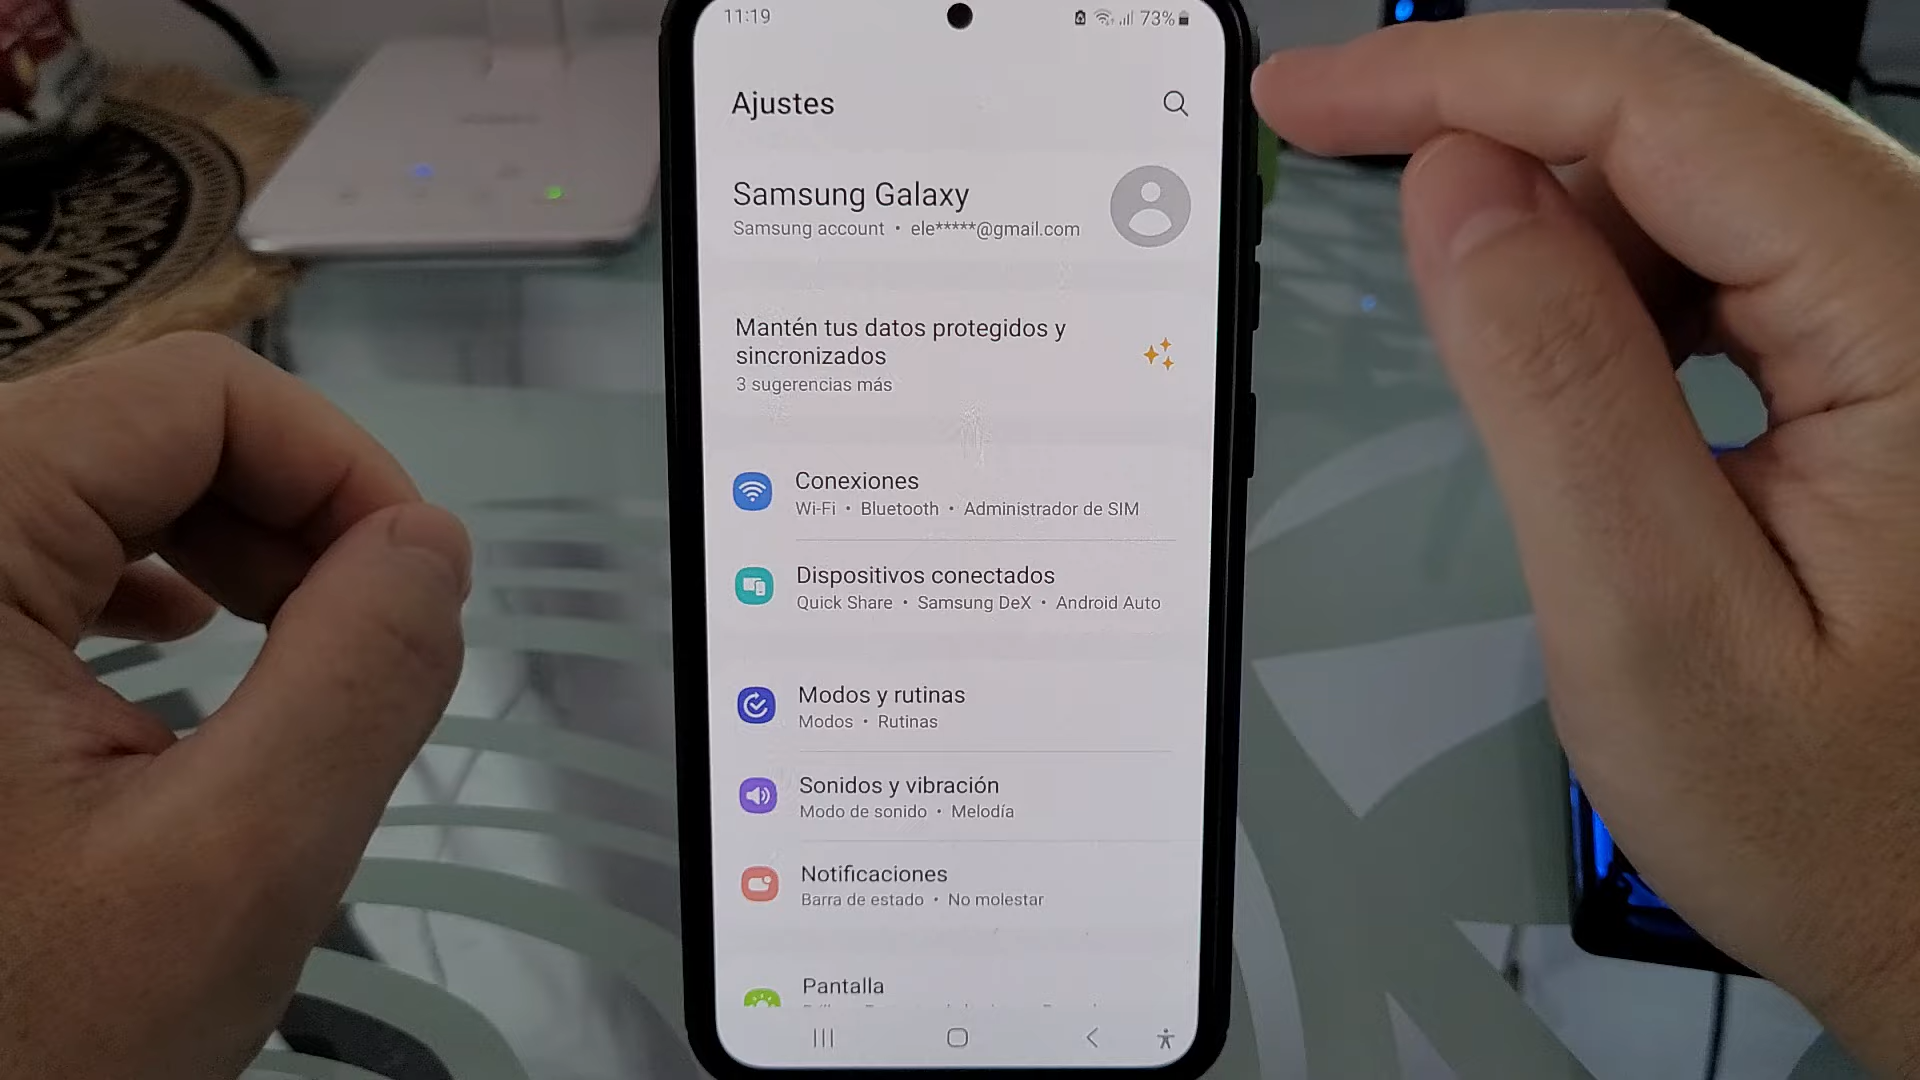 11:19
73%
Ajustes
Samsung Galaxy
Samsung account • ele*****@gmail.com
Mantén tus datos protegidos y
sincronizados
3 sugerencias más
Conexiones
Wi-Fi • Bluetooth • Administrador de SIM
Dispositivos conectados
Quick Share • Samsung DeX • Android Auto
Modos y rutinas
Modos • Rutinas
Sonidos y vibración
Modo de sonido • Melodía
Notificaciones
Barra de estado • No molestar
Pantalla